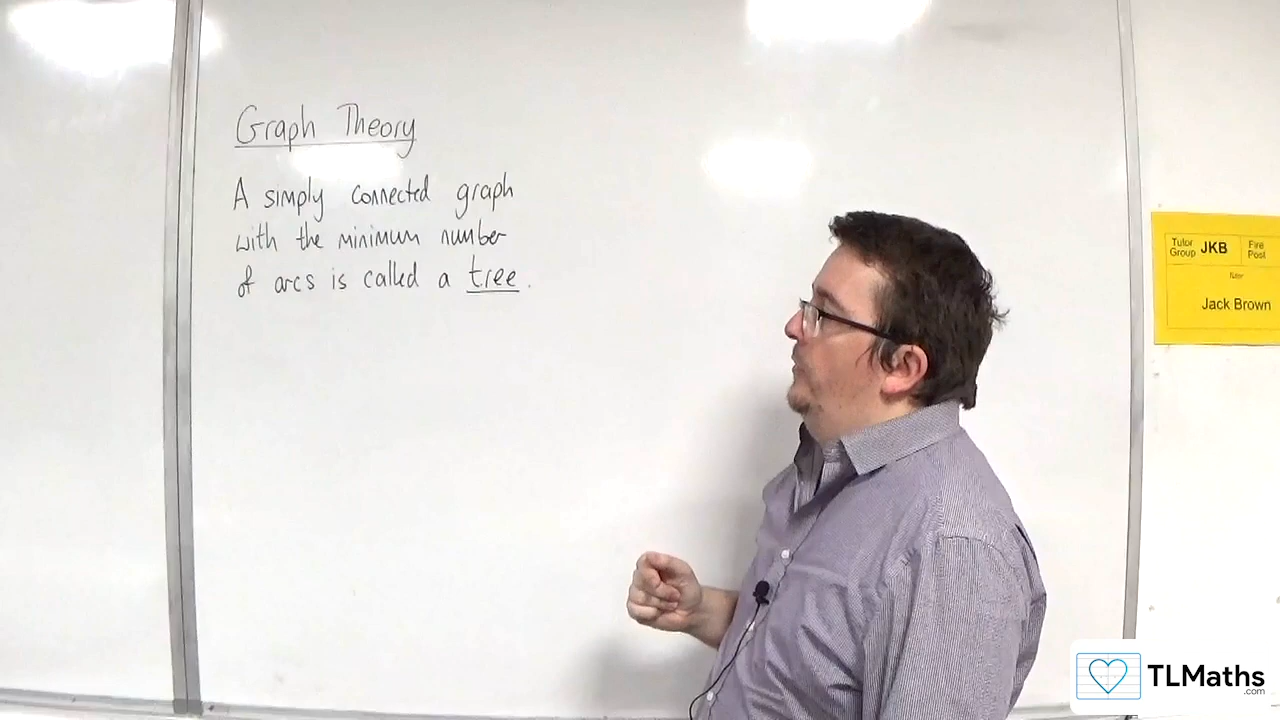 Graph Theory
A simply connected graph
with the minimum number
of arcs is called a tree.
Tutor Group JKB Fire Post
Tutor
Jack Brown
TLMaths
.com